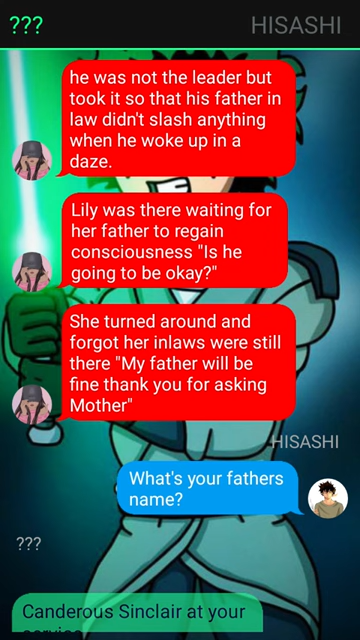 ??? HISASHI
he was not the leader but
took it so that his father in
law didn't slash anything
when he woke up in a
daze.
Lily was there waiting for
her father to regain
consciousness "Is he
going to be okay?"
She turned around and
forgot her inlaws were still
there "My father will be
fine thank you for asking
Mother"
HISASHI
What's your fathers
name?
???
Canderous Sinclair at your
service